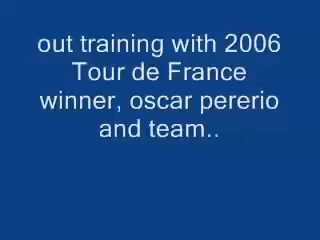 out training with 2006
Tour de France
winner, oscar pererio
and team..